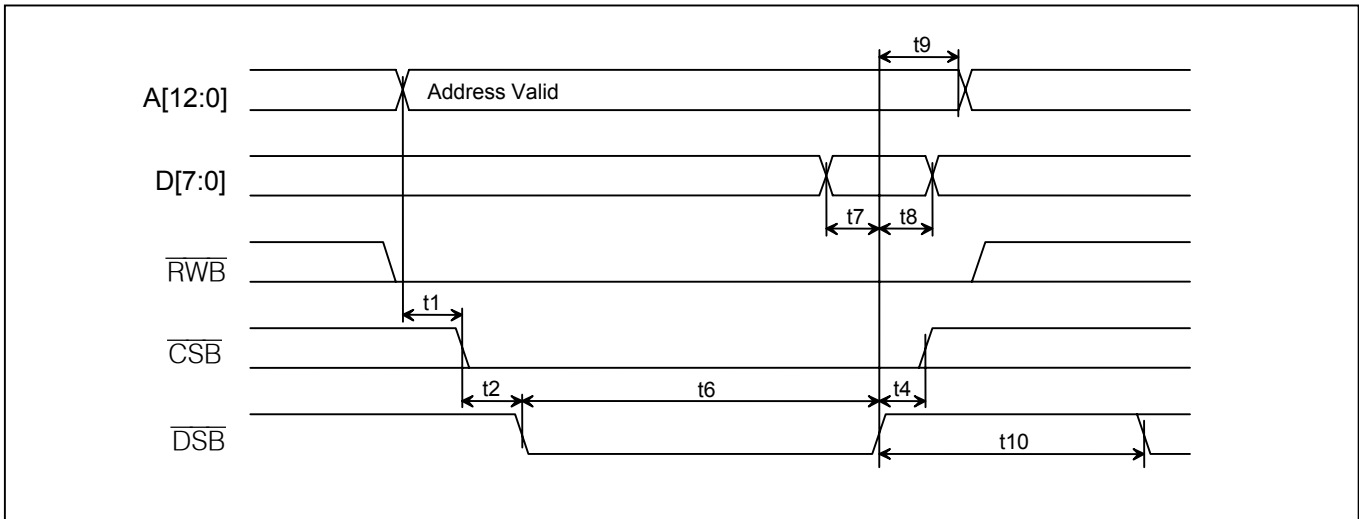 t9
A[12:0] Address Valid
D[7:0]
t7 t8
RWB
t1
CSB
t2 t6 t4
DSB
t10